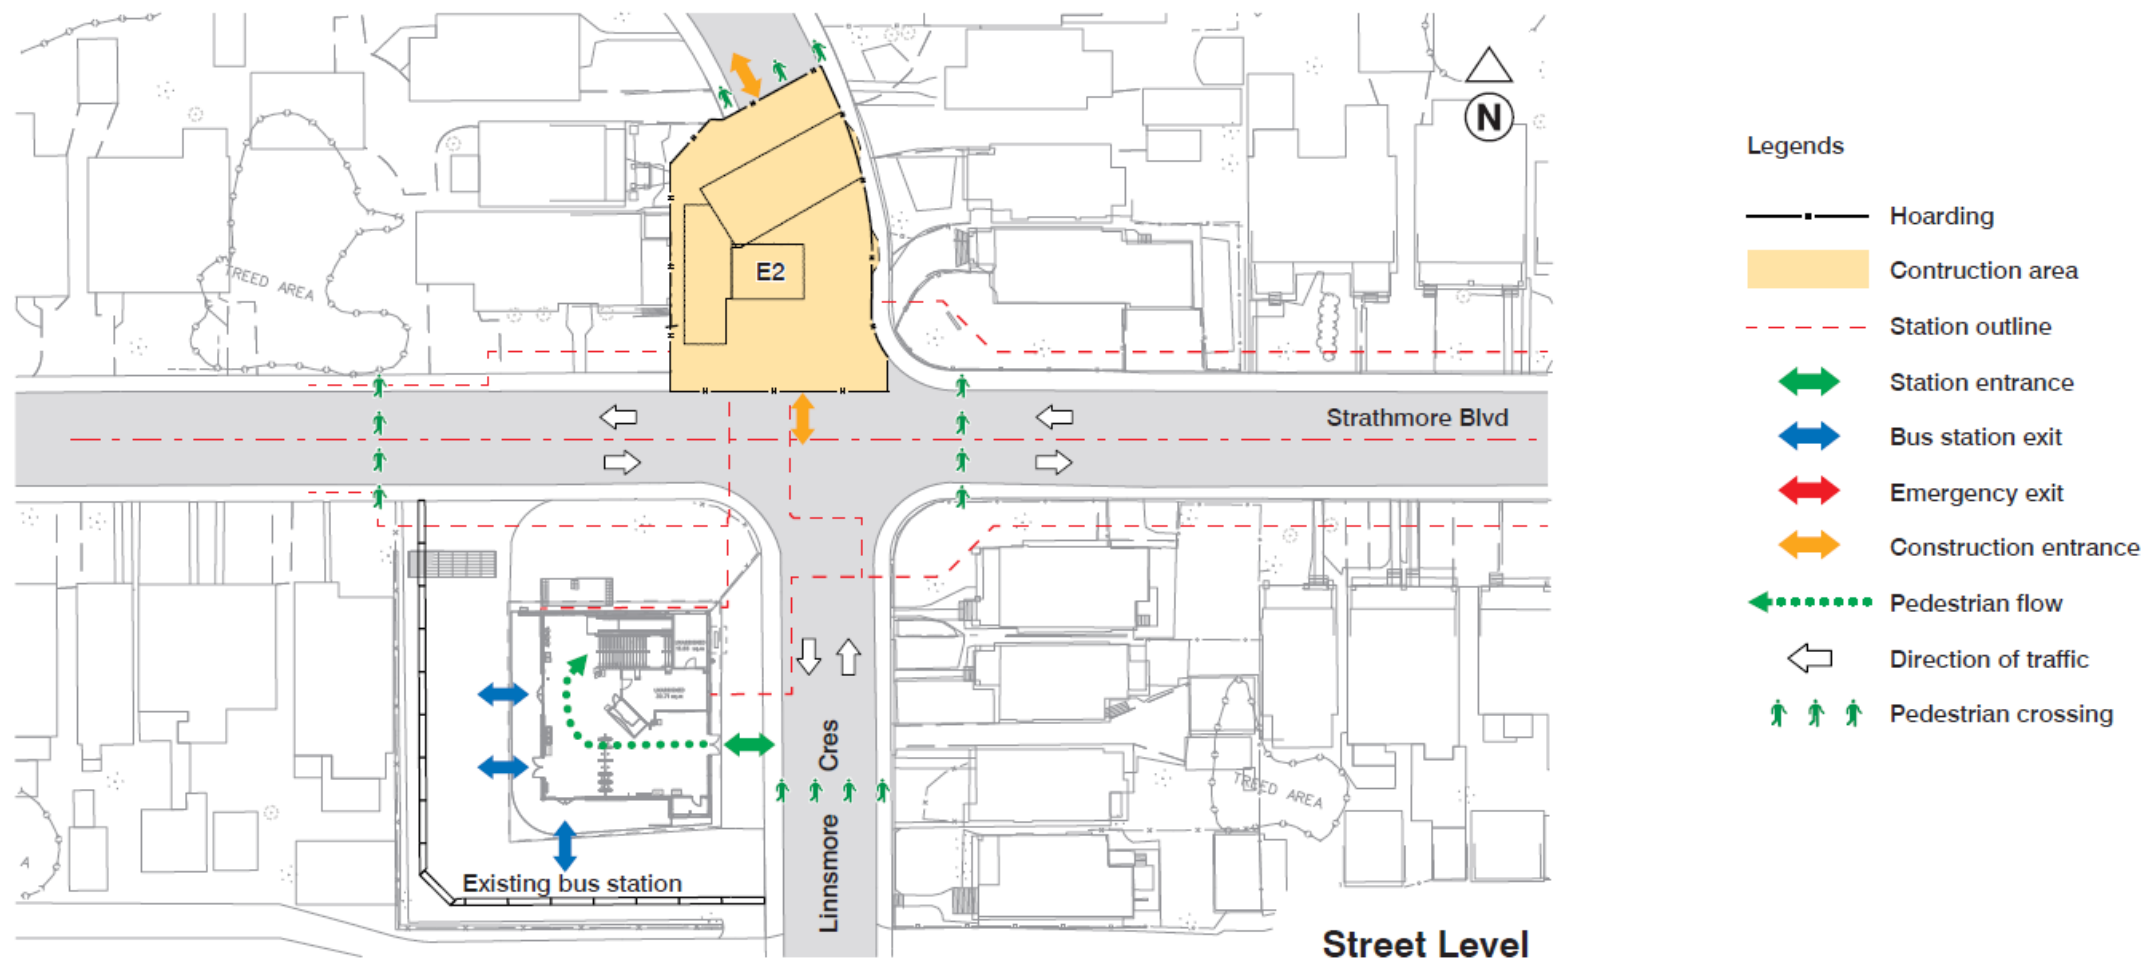 N
TREED AREA
E2
Strathmore Blvd
TREED AREA
A
Linnsmore Cres
Existing bus station
Street Level
Legends
Hoarding
Contruction area
Station outline
Station entrance
Bus station exit
Emergency exit
Construction entrance
Pedestrian flow
Direction of traffic
Pedestrian crossing